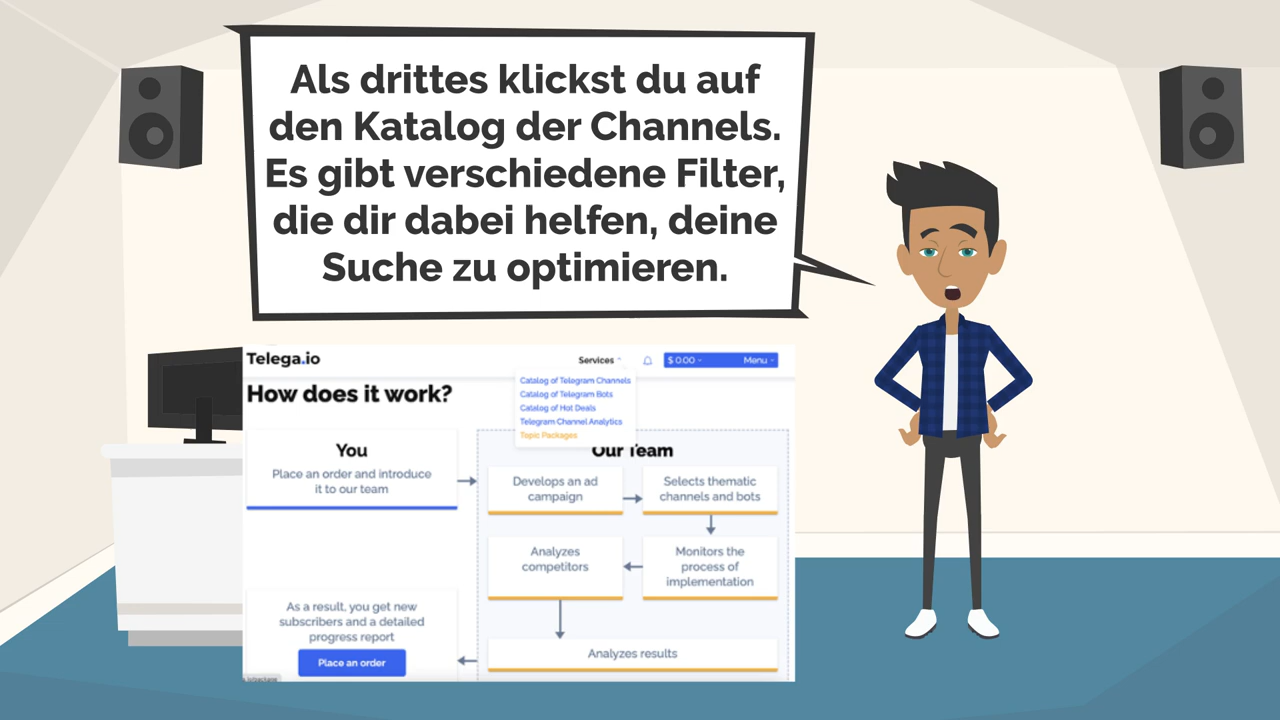 Als drittes klickst du auf
den Katalog der Channels.
Es gibt verschiedene Filter,
die dir dabei helfen, deine
Suche zu optimieren.
Telega.io
Services
$ 0.00
Menu
Catalog of Telegram Channels
Catalog of Telegram Bots
Catalog of Hot Deals
Telegram Channel Analytics
Topic Packages
How does it work?
You
Place an order and introduce
it to our team
Our Team
Develops an ad
campaign
Selects thematic
channels and bots
Analyzes
competitors
Monitors the
process of
implementation
As a result, you get new
subscribers and a detailed
progress report
Place an order
Analyzes results